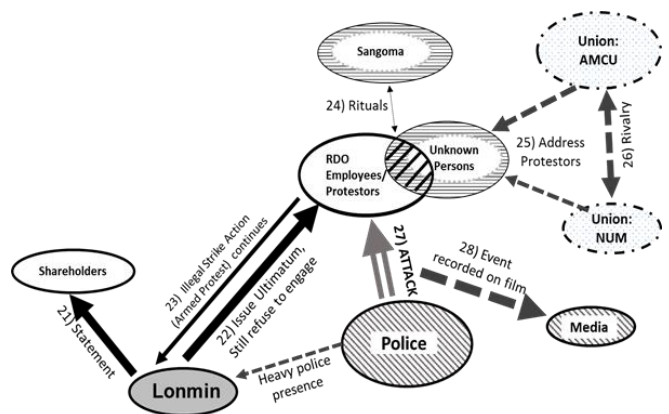 Sangoma
Union:
AMCU
24) Rituals
RDO
Employees/
Protestors
Unknown
Persons
25) Address
Protestors
26) Rivalry
Union:
NUM
23) Illegal Strike Action
(Armed Protest) continues
22) Issue Ultimatum,
Still refuse to engage
27) ATTACK
28) Event
recorded on film
Shareholders
21) Statement
Media
Police
Heavy police
presence
Lonmin